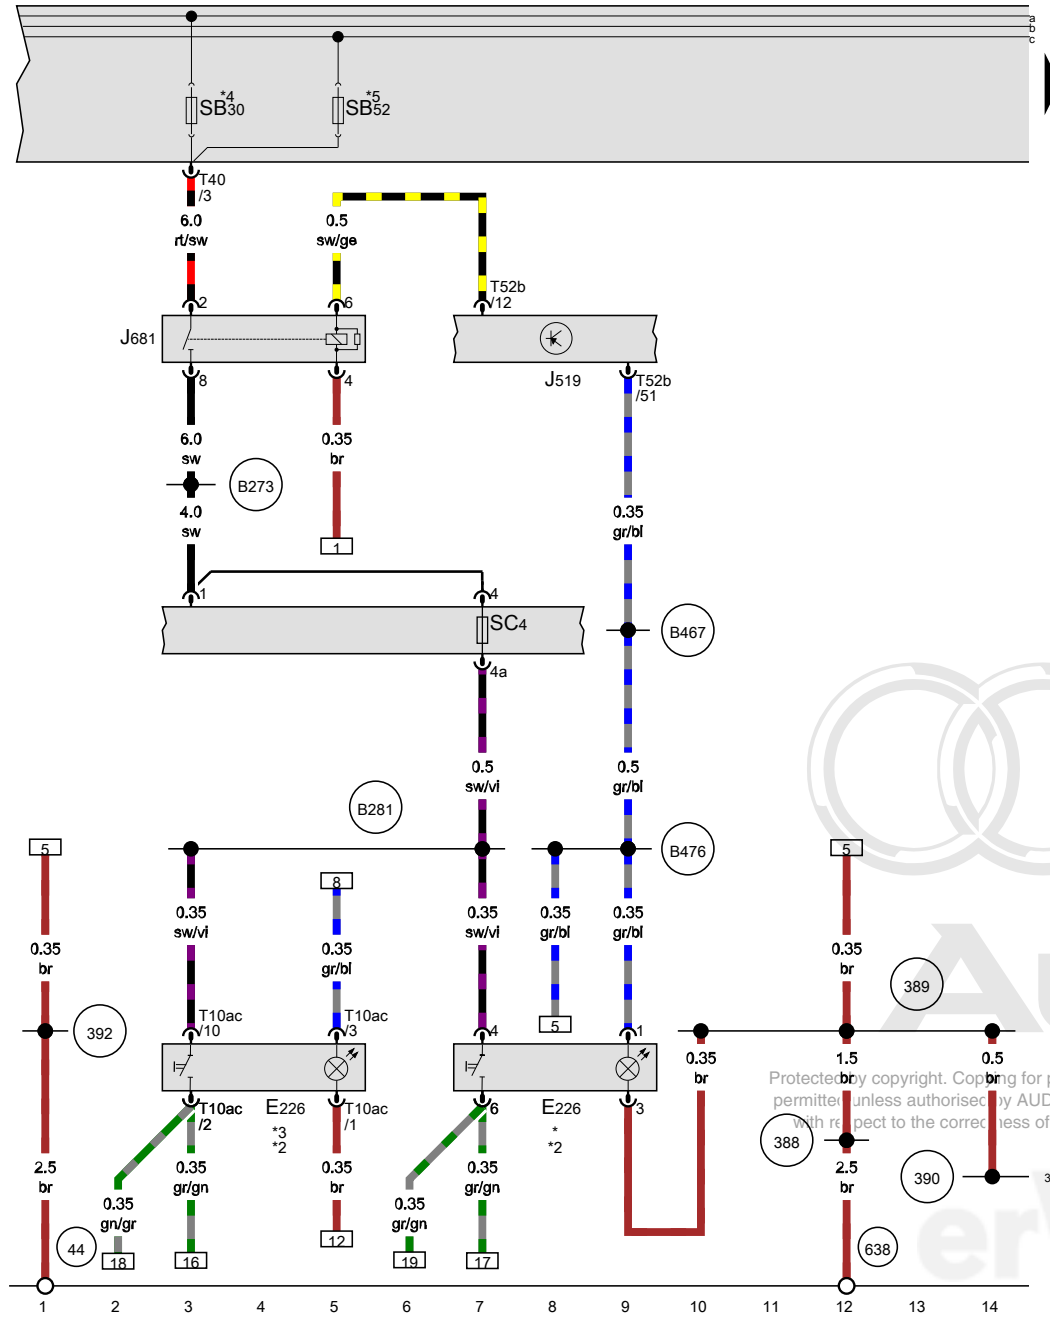 a
b
c
*4
SB30
*5
SB52
T40
/3
6.0
rt/sw
0.5
sw/ge
T52b
/12
2
6
J681
J519
8
4
T52b
/51
6.0
sw
0.35
br
B273
4.0
sw
0.35
gr/bl
1
1
4
SC4
B467
4a
0.5
sw/vi
0.5
gr/bl
B281
5
B476
5
8
0.35
sw/vi
0.35
sw/vi
0.35
gr/bl
0.35
gr/bl
0.35
br
0.35
gr/bl
0.35
br
389
T10ac
/10
T10ac
/3
5
392
4
1
0.35
br
1.5
br
0.5
br
Protected by copyright. Copying for p
permitted unless authorised by AUD
with respect to the correctness of
T10ac
/2
E226
*3
*2
T10ac
/1
6
E226
*
*2
3
388
2.5
br
0.35
gr/gn
0.35
br
0.35
gr/gn
2.5
br
390
3
0.35
gn/gr
0.35
gr/gn
44
18
16
12
19
17
638
1
2
3
4
5
6
7
8
9
10
11
12
13
14